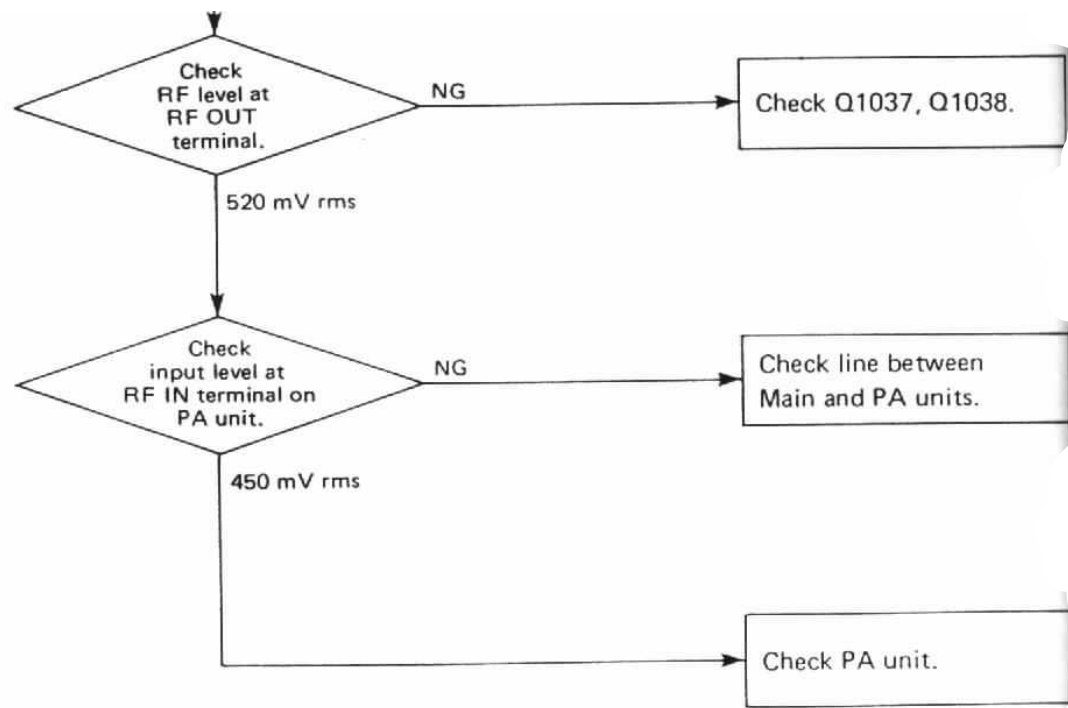 Check
RF level at
RF OUT
terminal.
NG
Check Q1037, Q1038.
520 mV rms
Check
input level at
RF IN terminal on
PA unit.
NG
Check line between
Main and PA units.
450 mV rms
Check PA unit.